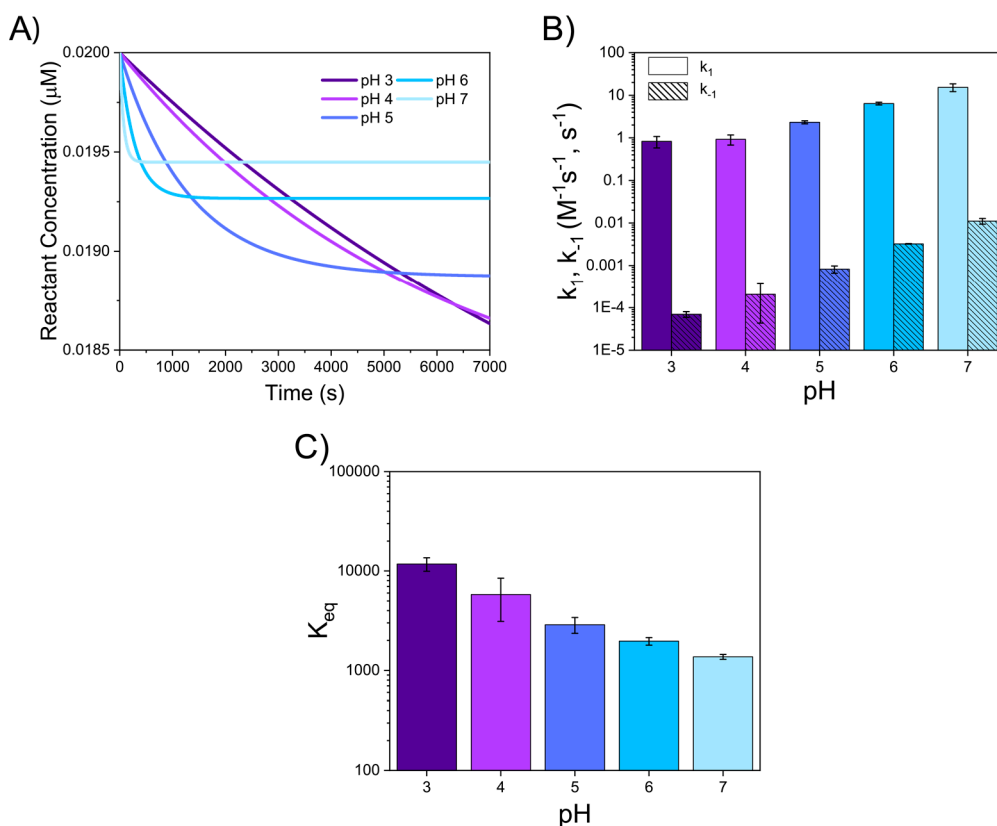 A)
Reactant Concentration (μM)
0.0200
0.0195
0.0190
0.0185
pH 3
pH 6
pH 4
pH 7
pH 5
0 1000 2000 3000 4000 5000 6000 7000
Time (s)
B)
k₁, k₋₁ (M⁻¹s⁻¹, s⁻¹)
100
10
1
0.1
0.01
0.001
1E-4
1E-5
k₁
k₋₁
3 4 5 6 7
pH
C)
K_eq
100000
10000
1000
100
3 4 5 6 7
pH